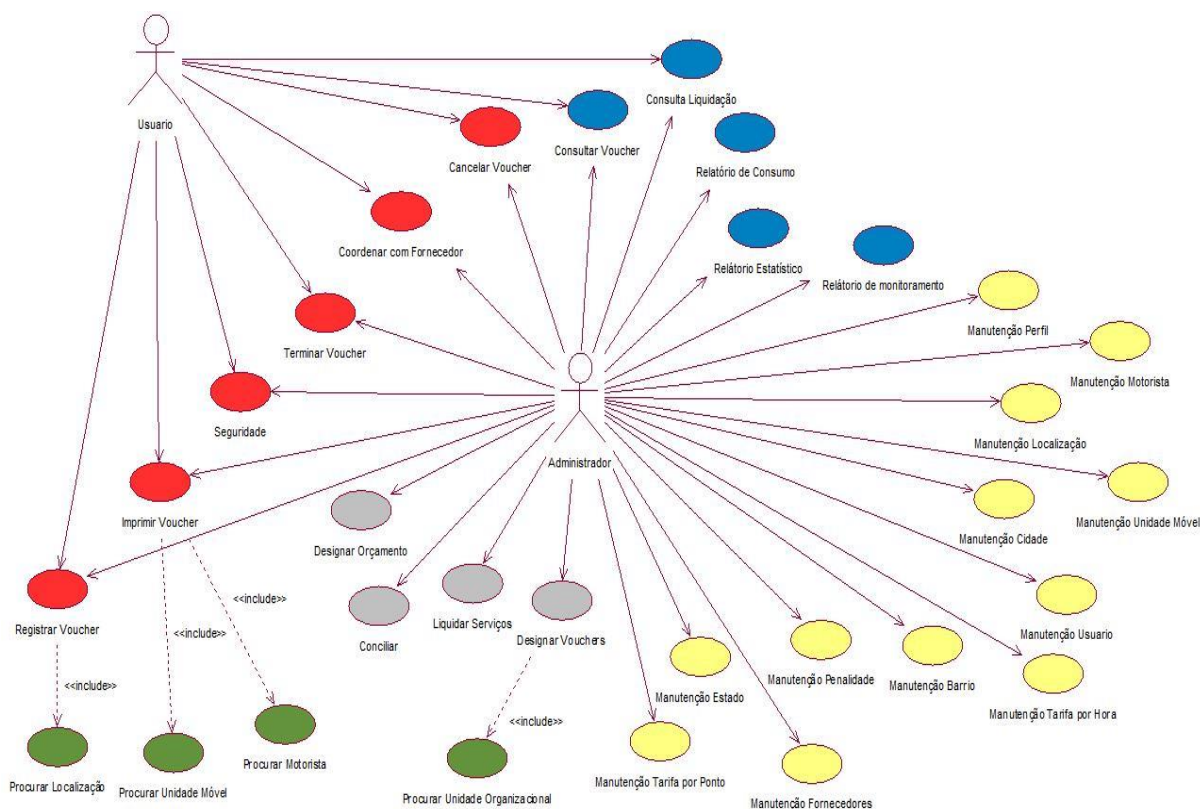 Usuario
Consulta Liquidação
Consultar Voucher
Cancelar Voucher
Relatório de Consumo
Coordenar com Fornecedor
Relátorio Estatístico
Relátorio de monitoramento
Manutenção Perfil
Terminar Voucher
Manutenção Motorista
Seguridade
Manutenção Localização
Administrador
Imprimir Voucher
Manutenção Unidade Móvel
Manutenção Cidade
Designar Orçamento
<<include>>
Registrar Voucher
<<include>>
Liquidar Serviços
Designar Vouchers
Conciliar
Manutenção Usuario
Manutenção Penalidade
Manutenção Barrio
Manutenção Estado
Manutenção Tarifa por Hora
<<include>>
<<include>>
Procurar Motorista
Procurar Localização
Procurar Unidade Móvel
Procurar Unidade Organizacional
Manutenção Tarifa por Ponto
Manutenção Fornecedores